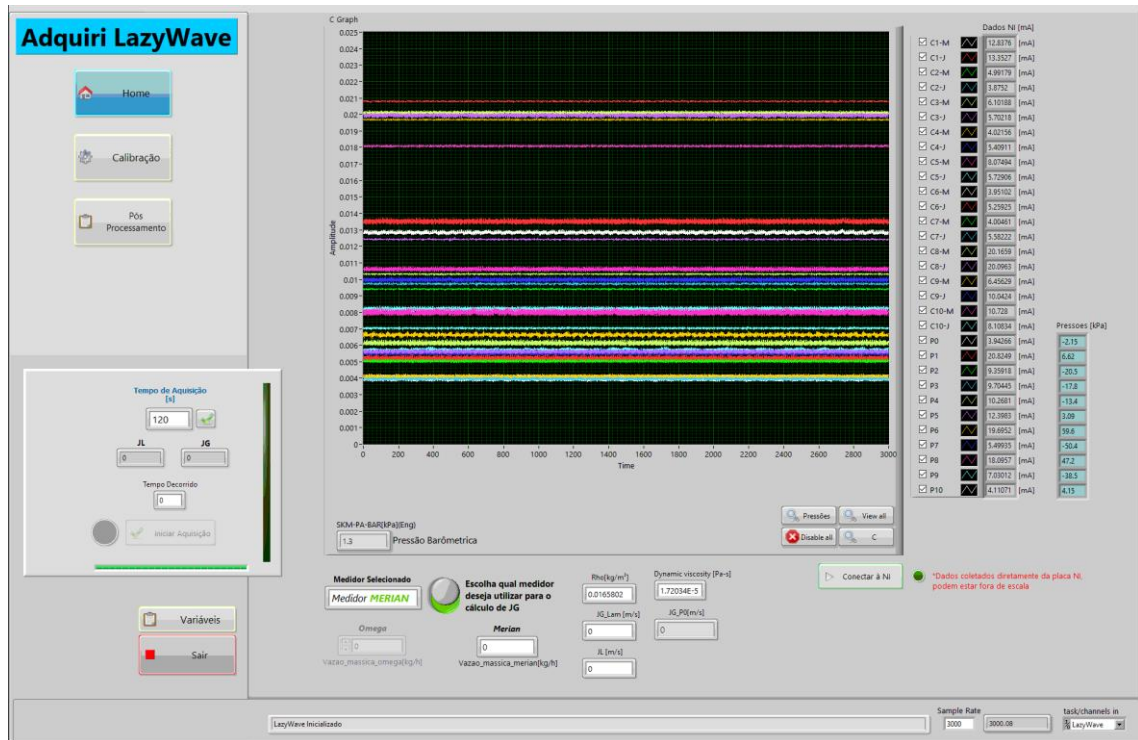 Adquiri LazyWave
Home
Calibração
Pós
Processamento
Tempo de Aquisição
[s]
120
JL JG
0 0
Tempo Decorrido
0
Iniciar Aquisição
Variáveis
Sair
C Graph
Amplitude
0.025
0.024
0.023
0.022
0.021
0.02
0.019
0.018
0.017
0.016
0.015
0.014
0.013
0.012
0.011
0.01
0.009
0.008
0.007
0.006
0.005
0.004
0.003
0.002
0.001
0
0 200 400 600 800 1000 1200 1400 1600 1800 2000 2200 2400 2600 2800 3000
Time
SKM-PA-BAR[kPa](Eng)
1.3 Pressão Barômetrica
Pressões View all
Disable all C
Dados NI [mA]
C1-M 12.8376 [mA]
C1-J 13.3527 [mA]
C2-M 4.99179 [mA]
C2-J 3.8752 [mA]
C3-M 6.10188 [mA]
C3-J 5.70218 [mA]
C4-M 4.02156 [mA]
C4-J 5.40911 [mA]
C5-M 8.07494 [mA]
C5-J 5.72906 [mA]
C6-M 3.95102 [mA]
C6-J 5.25925 [mA]
C7-M 4.00461 [mA]
C7-J 5.58222 [mA]
C8-M 20.1659 [mA]
C8-J 20.0963 [mA]
C9-M 6.45629 [mA]
C9-J 10.0424 [mA]
C10-M 10.728 [mA]
C10-J 8.10834 [mA] Pressoes [kPa]
P0 3.94266 [mA] -2.15
P1 20.8249 [mA] 6.62
P2 9.35918 [mA] -20.5
P3 9.70445 [mA] -17.8
P4 10.2681 [mA] -13.4
P5 12.3983 [mA] 3.09
P6 19.6952 [mA] 59.6
P7 5.49935 [mA] -50.4
P8 18.0957 [mA] 47.2
P9 7.03012 [mA] -38.5
P10 4.11071 [mA] 4.15
Conectar à NI
*Dados coletados diretamente da placa NI,
podem estar fora de escala
Medidor Selecionado
Medidor MERIAN
Escolha qual medidor
deseja utilizar para o
cálculo de JG
Omega
0
Vazao_massica_omega[kg/h]
Merian
0
Vazao_massica_merian[kg/h]
Rho[kg/m³] Dynamic viscosity [Pa-s]
0.0165802 1.72034E-5
JG_Lam [m/s] JG_P0[m/s]
0 0
JL [m/s]
0
LazyWave Inicializado
Sample Rate task/channels in
3000 3000.08 LazyWave